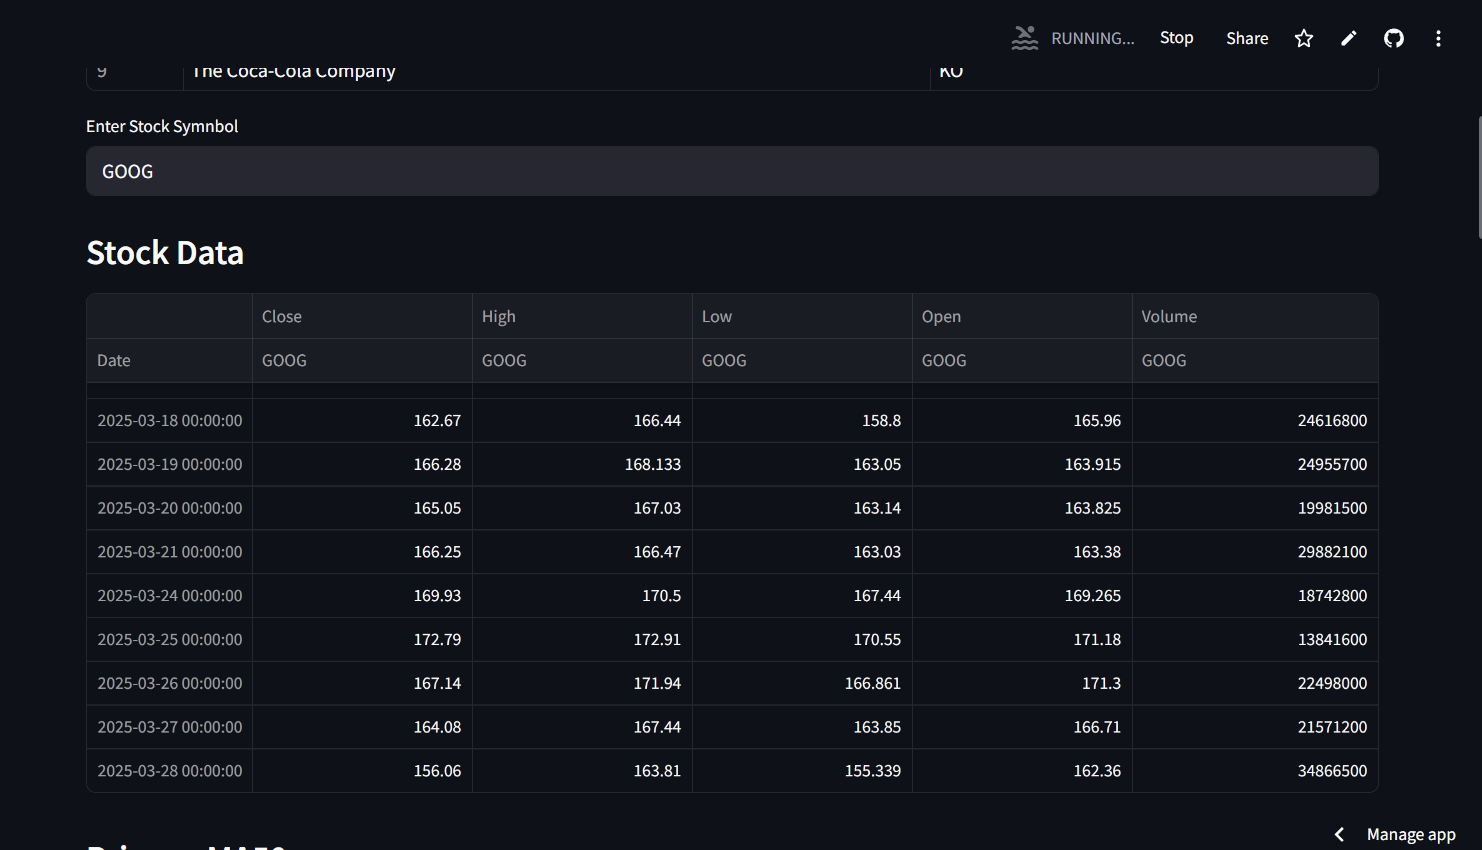 RUNNING... Stop Share
9 The Coca-Cola Company KO
Enter Stock Symnbol
GOOG
Stock Data
Close High Low Open Volume
Date GOOG GOOG GOOG GOOG GOOG
2025-03-18 00:00:00 162.67 166.44 158.8 165.96 24616800
2025-03-19 00:00:00 166.28 168.133 163.05 163.915 24955700
2025-03-20 00:00:00 165.05 167.03 163.14 163.825 19981500
2025-03-21 00:00:00 166.25 166.47 163.03 163.38 29882100
2025-03-24 00:00:00 169.93 170.5 167.44 169.265 18742800
2025-03-25 00:00:00 172.79 172.91 170.55 171.18 13841600
2025-03-26 00:00:00 167.14 171.94 166.861 171.3 22498000
2025-03-27 00:00:00 164.08 167.44 163.85 166.71 21571200
2025-03-28 00:00:00 156.06 163.81 155.339 162.36 34866500
Manage app